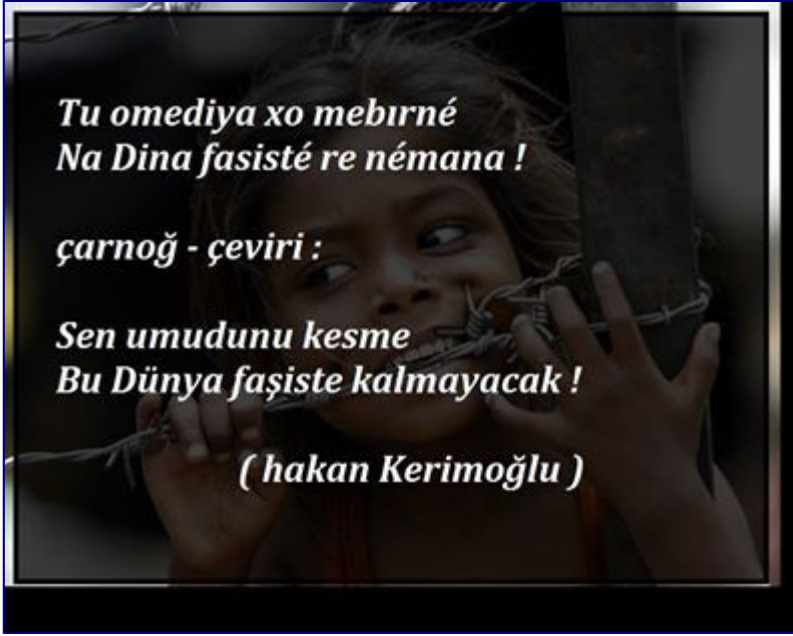 Tu omediya xo mebırné
Na Dina fasisté re némana !
çarnoğ - çeviri :
Sen umudunu kesme
Bu Dünya faşiste kalmayacak !
( hakan Kerimoğlu )